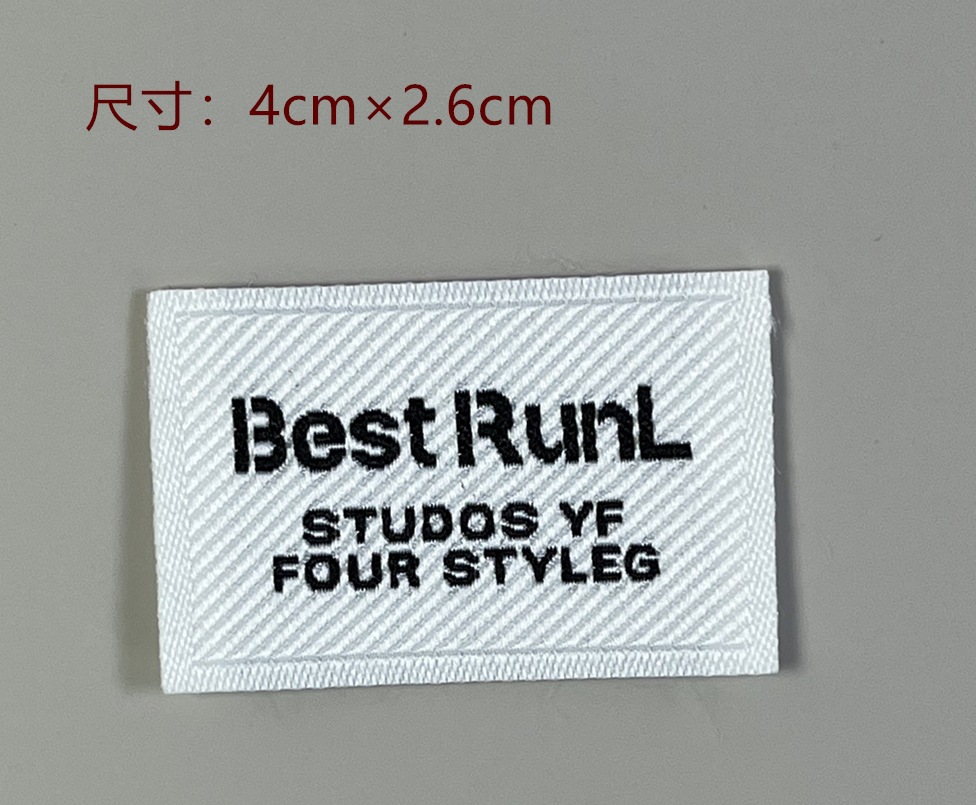 尺寸：4cm×2.6cm
Best RunL
STUDOS YF
FOUR STYLEG